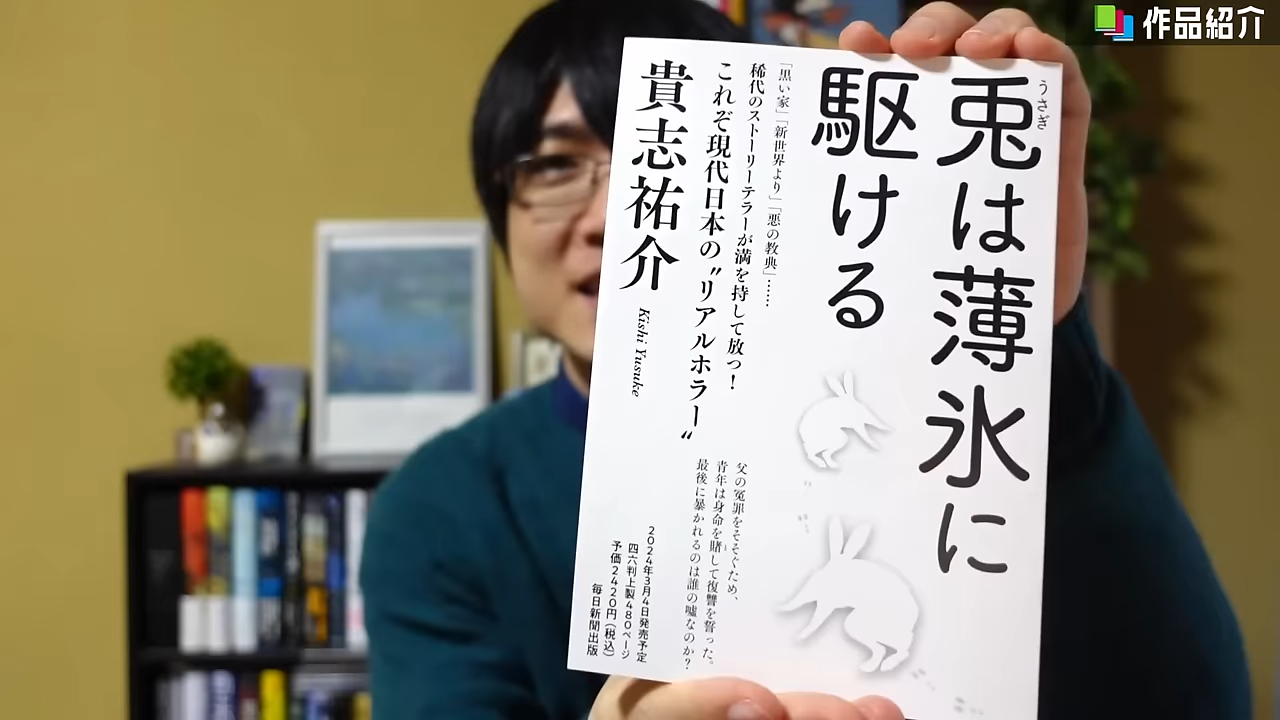 作品紹介
兎は薄氷に
うさぎ
駆ける
「黒い家」「新世界より」「悪の教典」……
稀代のストーリーテラーが満を持して放つ！
これぞ現代日本の〝リアルホラー〟
貴志祐介
Kishi Yusuke
父の冤罪をそそぐため、
青年は身命を賭して復讐を誓った。
最後に暴かれるのは誰の嘘なのか？
2024年3月4日発売予定
四六判上製480ページ
予価2420円（税込）
毎日新聞出版